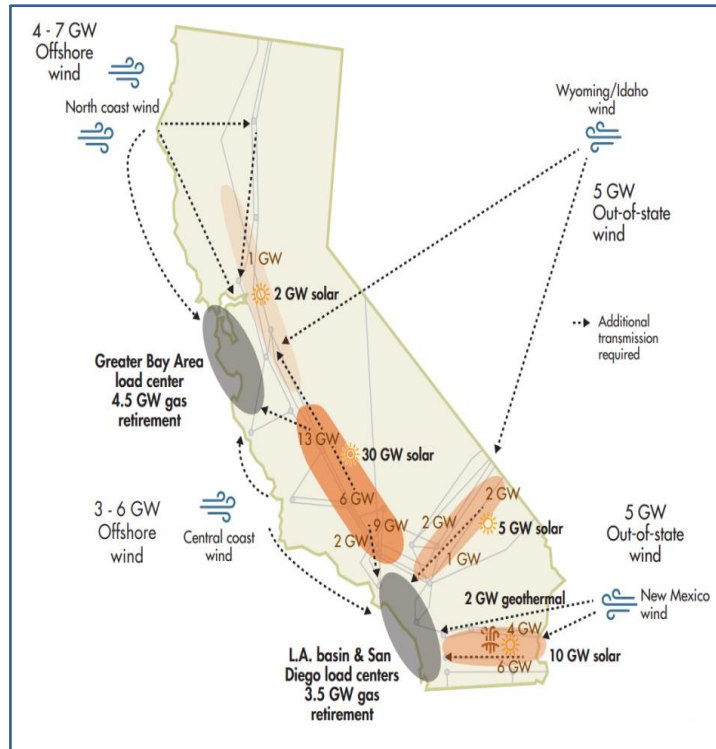 4 - 7 GW
Offshore
wind
North coast wind
Wyoming/Idaho
wind
5 GW
Out-of-state
wind
1 GW
2 GW solar
Additional
transmission
required
Greater Bay Area
load center
4.5 GW gas
retirement
13 GW
30 GW solar
6 GW
2 GW
9 GW
2 GW
2 GW
5 GW solar
1 GW
3 - 6 GW
Offshore
wind
Central coast
wind
5 GW
Out-of-state
wind
2 GW geothermal
New Mexico
wind
4 GW
10 GW solar
6 GW
L.A. basin & San
Diego load centers
3.5 GW gas
retirement